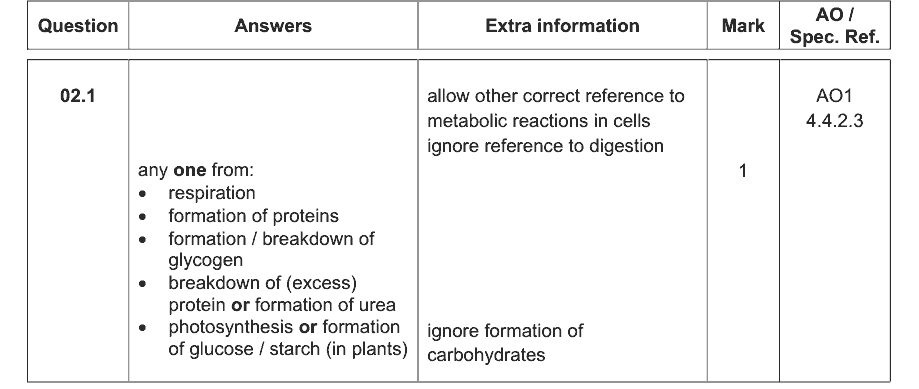 Question Answers Extra information Mark AO /
Spec. Ref.
02.1 allow other correct reference to AO1
metabolic reactions in cells 4.4.2.3
ignore reference to digestion
any one from: 1
• respiration
• formation of proteins
• formation / breakdown of
glycogen
• breakdown of (excess)
protein or formation of urea
• photosynthesis or formation ignore formation of
of glucose / starch (in plants) carbohydrates